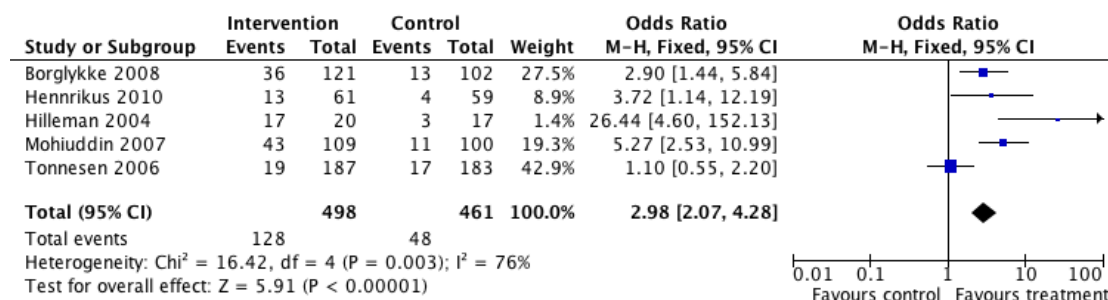 Intervention Control Odds Ratio Odds Ratio
Study or Subgroup Events Total Events Total Weight M-H, Fixed, 95% CI M-H, Fixed, 95% CI
Borglykke 2008 36 121 13 102 27.5% 2.90 [1.44, 5.84]
Hennrikus 2010 13 61 4 59 8.9% 3.72 [1.14, 12.19]
Hilleman 2004 17 20 3 17 1.4% 26.44 [4.60, 152.13]
Mohiuddin 2007 43 109 11 100 19.3% 5.27 [2.53, 10.99]
Tonnesen 2006 19 187 17 183 42.9% 1.10 [0.55, 2.20]
Total (95% CI) 498 461 100.0% 2.98 [2.07, 4.28]
Total events 128 48
Heterogeneity: Chi² = 16.42, df = 4 (P = 0.003); I² = 76%
Test for overall effect: Z = 5.91 (P < 0.00001)
0.01 0.1 1 10 100
Favours control Favours treatment